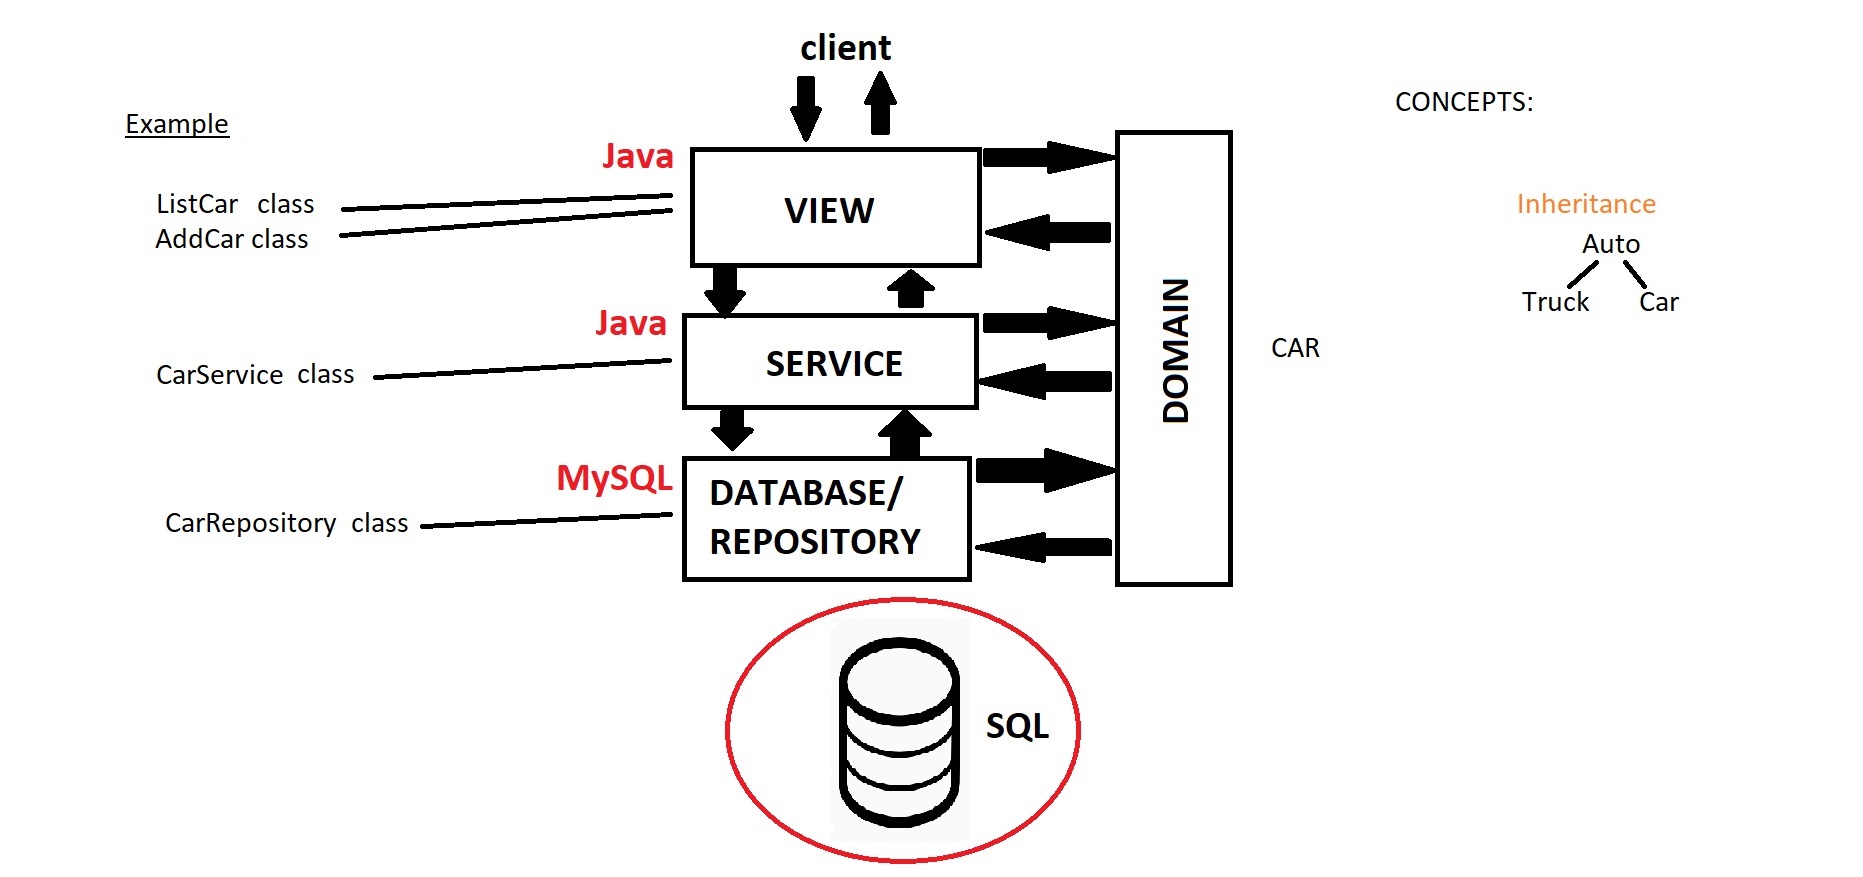 client
Example
CONCEPTS:
Java
ListCar class
AddCar class
VIEW
Inheritance
Auto
Truck Car
Java
CarService class
SERVICE
DOMAIN
CAR
MySQL
CarRepository class
DATABASE/
REPOSITORY
SQL